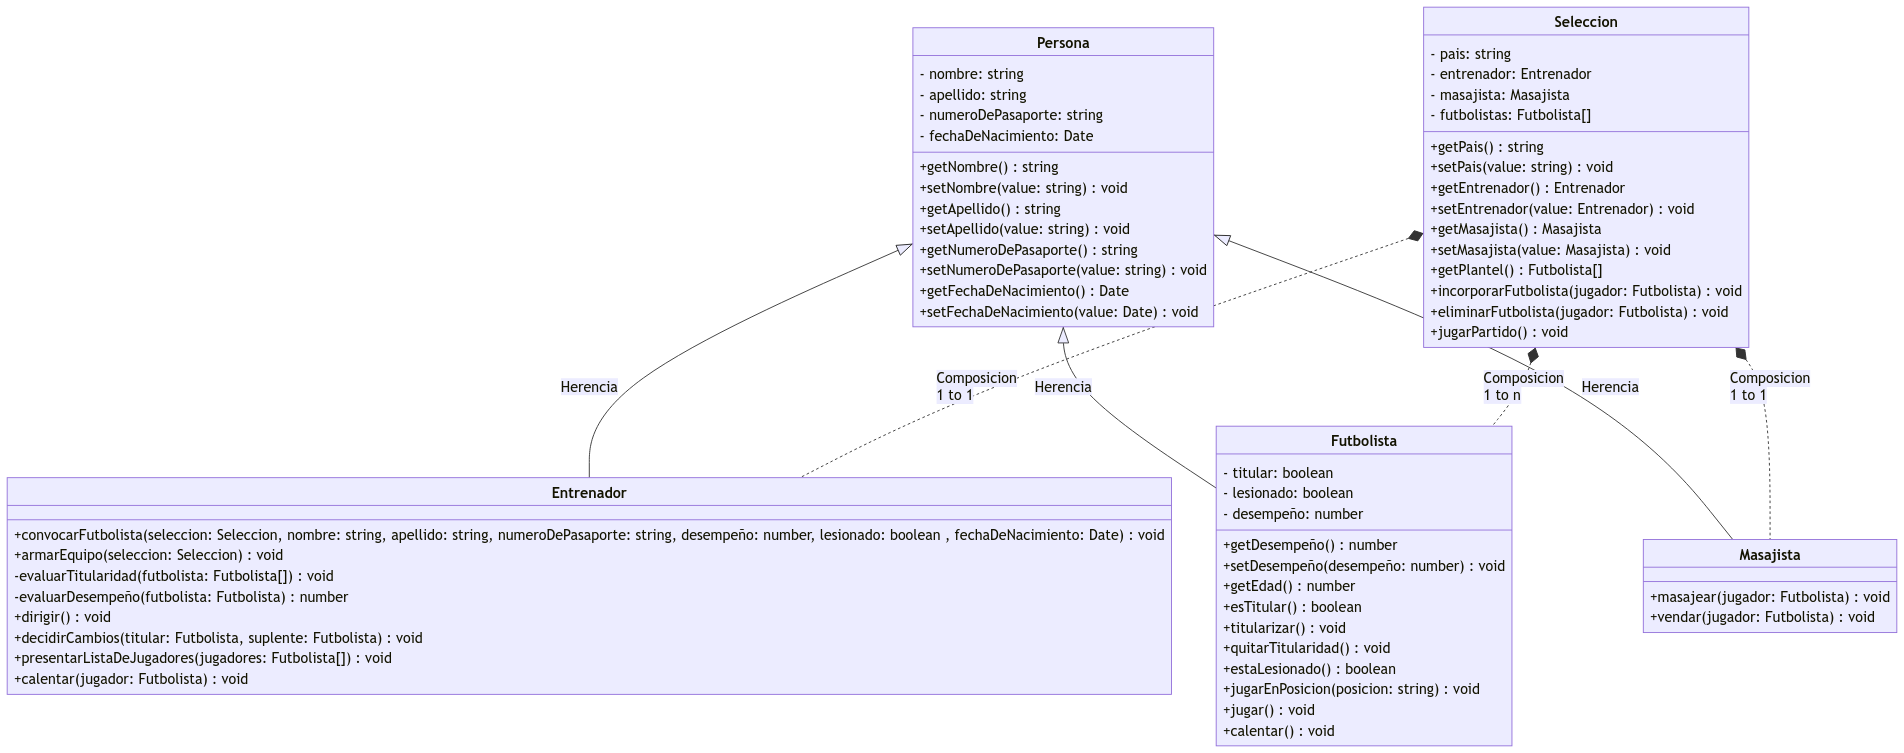 Persona
- nombre: string
- apellido: string
- numeroDePasaporte: string
- fechaDeNacimiento: Date
+getNombre() : string
+setNombre(value: string) : void
+getApellido() : string
+setApellido(value: string) : void
+getNumeroDePasaporte() : string
+setNumeroDePasaporte(value: string) : void
+getFechaDeNacimiento() : Date
+setFechaDeNacimiento(value: Date) : void
Seleccion
- pais: string
- entrenador: Entrenador
- masajista: Masajista
- futbolistas: Futbolista[]
+getPais() : string
+setPais(value: string) : void
+getEntrenador() : Entrenador
+setEntrenador(value: Entrenador) : void
+getMasajista() : Masajista
+setMasajista(value: Masajista) : void
+getPlantel() : Futbolista[]
+incorporarFutbolista(jugador: Futbolista) : void
+eliminarFutbolista(jugador: Futbolista) : void
+jugarPartido() : void
Herencia
Composicion
1 to 1
Herencia
Composicion
1 to n
Herencia
Composicion
1 to 1
Entrenador
+convocarFutbolista(seleccion: Seleccion, nombre: string, apellido: string, numeroDePasaporte: string, desempeño: number, lesionado: boolean , fechaDeNacimiento: Date) : void
+armarEquipo(seleccion: Seleccion) : void
-evaluarTitularidad(futbolista: Futbolista[]) : void
-evaluarDesempeño(futbolista: Futbolista) : number
+dirigir() : void
+decidirCambios(titular: Futbolista, suplente: Futbolista) : void
+presentarListaDeJugadores(jugadores: Futbolista[]) : void
+calentar(jugador: Futbolista) : void
Futbolista
- titular: boolean
- lesionado: boolean
- desempeño: number
+getDesempeño() : number
+setDesempeño(desempeño: number) : void
+getEdad() : number
+esTitular() : boolean
+titularizar() : void
+quitarTitularidad() : void
+estaLesionado() : boolean
+jugarEnPosicion(posicion: string) : void
+jugar() : void
+calentar() : void
Masajista
+masajear(jugador: Futbolista) : void
+vendar(jugador: Futbolista) : void